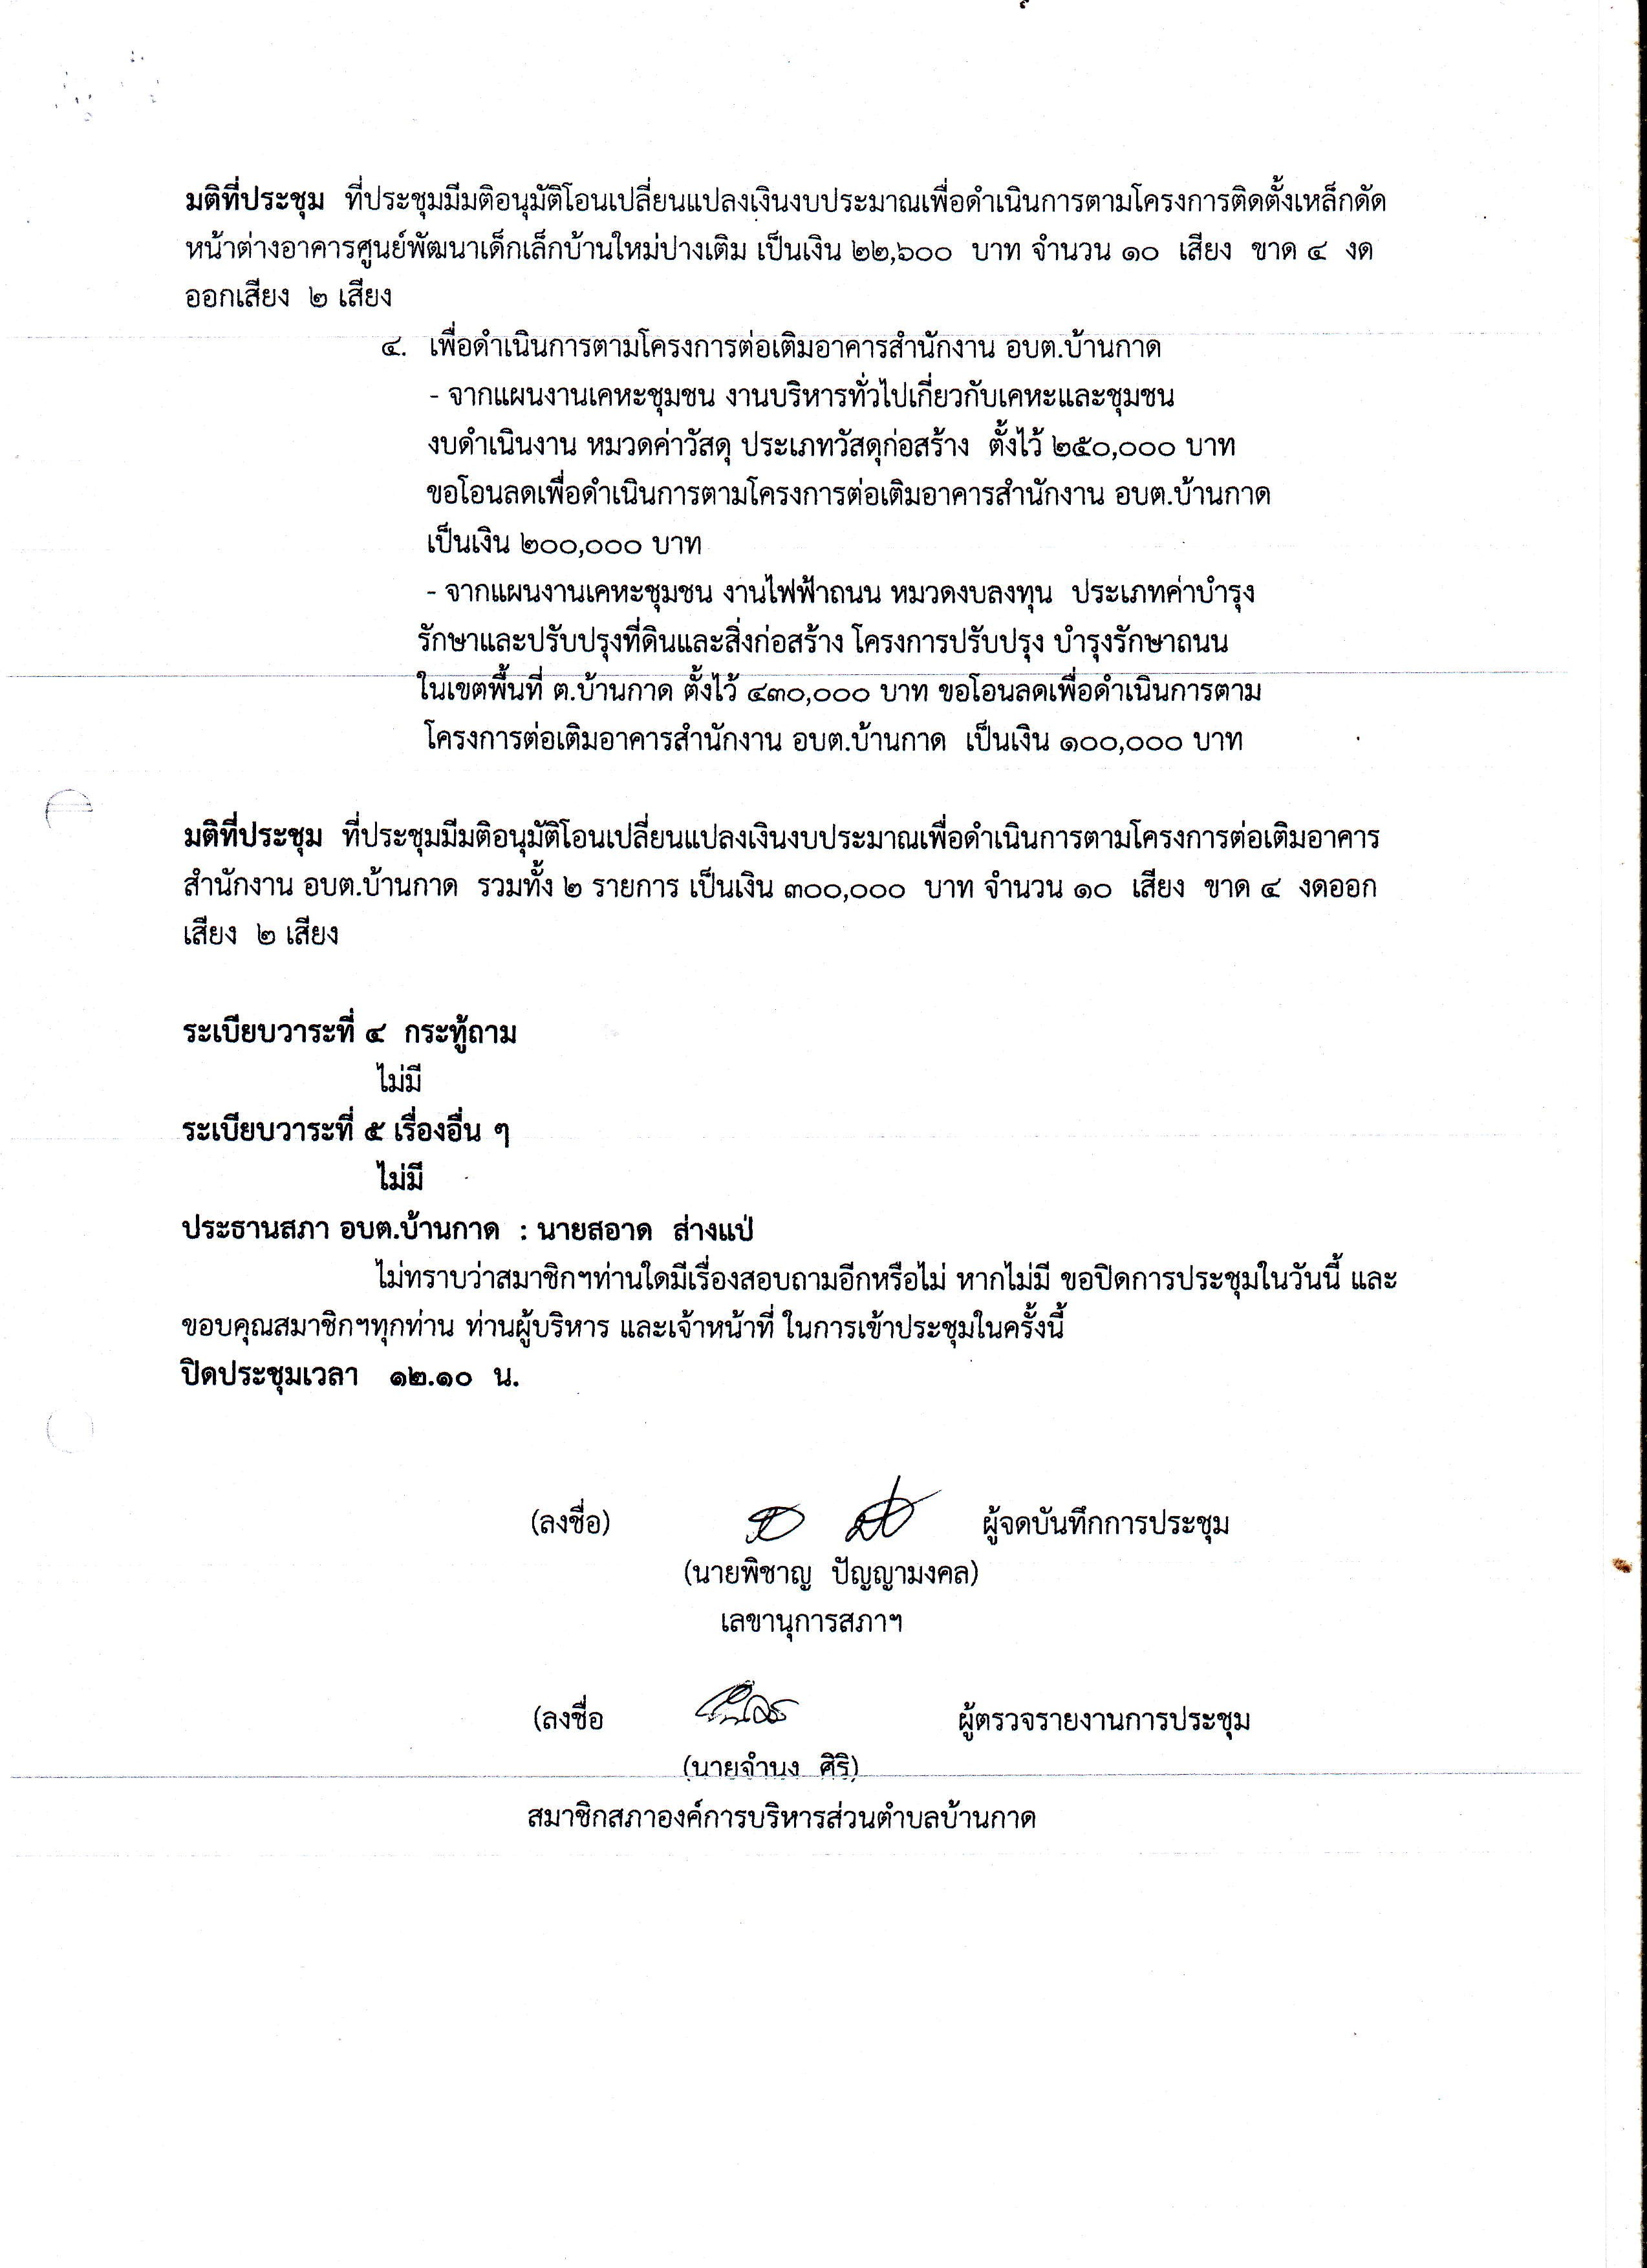 มติที่ประชุม ที่ประชุมมีมติอนุมัติโอนเปลี่ยนแปลงเงินงบประมาณเพื่อดำเนินการตามโครงการติดตั้งเหล็กดัด
หน้าต่างอาคารศูนย์พัฒนาเด็กเล็กบ้านใหม่ปางเติม เป็นเงิน ๒๒,๖๐๐ บาท จำนวน ๑๐ เสียง ขาด ๔ งด
ออกเสียง ๒ เสียง
๔. เพื่อดำเนินการตามโครงการต่อเติมอาคารสำนักงาน อบต.บ้านกาด
- จากแผนงานเคหะชุมชน งานบริหารทั่วไปเกี่ยวกับเคหะและชุมชน
งบดำเนินงาน หมวดค่าวัสดุ ประเภทวัสดุก่อสร้าง ตั้งไว้ ๒๕๐,๐๐๐ บาท
ขอโอนลดเพื่อดำเนินการตามโครงการต่อเติมอาคารสำนักงาน อบต.บ้านกาด
เป็นเงิน ๒๐๐,๐๐๐ บาท
- จากแผนงานเคหะชุมชน งานไฟฟ้าถนน หมวดงบลงทุน ประเภทค่าบำรุง
รักษาและปรับปรุงที่ดินและสิ่งก่อสร้าง โครงการปรับปรุง บำรุงรักษาถนน
ในเขตพื้นที่ ต.บ้านกาด ตั้งไว้ ๔๓๐,๐๐๐ บาท ขอโอนลดเพื่อดำเนินการตาม
โครงการต่อเติมอาคารสำนักงาน อบต.บ้านกาด เป็นเงิน ๑๐๐,๐๐๐ บาท
มติที่ประชุม ที่ประชุมมีมติอนุมัติโอนเปลี่ยนแปลงเงินงบประมาณเพื่อดำเนินการตามโครงการต่อเติมอาคาร
สำนักงาน อบต.บ้านกาด รวมทั้ง ๒ รายการ เป็นเงิน ๓๐๐,๐๐๐ บาท จำนวน ๑๐ เสียง ขาด ๔ งดออก
เสียง ๒ เสียง
ระเบียบวาระที่ ๔ กระทู้ถาม
ไม่มี
ระเบียบวาระที่ ๕ เรื่องอื่น ๆ
ไม่มี
ประธานสภา อบต.บ้านกาด : นายสอาด ส่างแป่
ไม่ทราบว่าสมาชิกฯท่านใดมีเรื่องสอบถามอีกหรือไม่ หากไม่มี ขอปิดการประชุมในวันนี้ และ
ขอบคุณสมาชิกฯทุกท่าน ท่านผู้บริหาร และเจ้าหน้าที่ ในการเข้าประชุมในครั้งนี้
ปิดประชุมเวลา ๑๒.๑๐ น.
(ลงชื่อ) ผู้จดบันทึกการประชุม
(นายพิชาญ ปัญญามงคล)
เลขานุการสภาฯ
(ลงชื่อ ผู้ตรวจรายงานการประชุม
(นายจำนง ศิริ)
สมาชิกสภาองค์การบริหารส่วนตำบลบ้านกาด